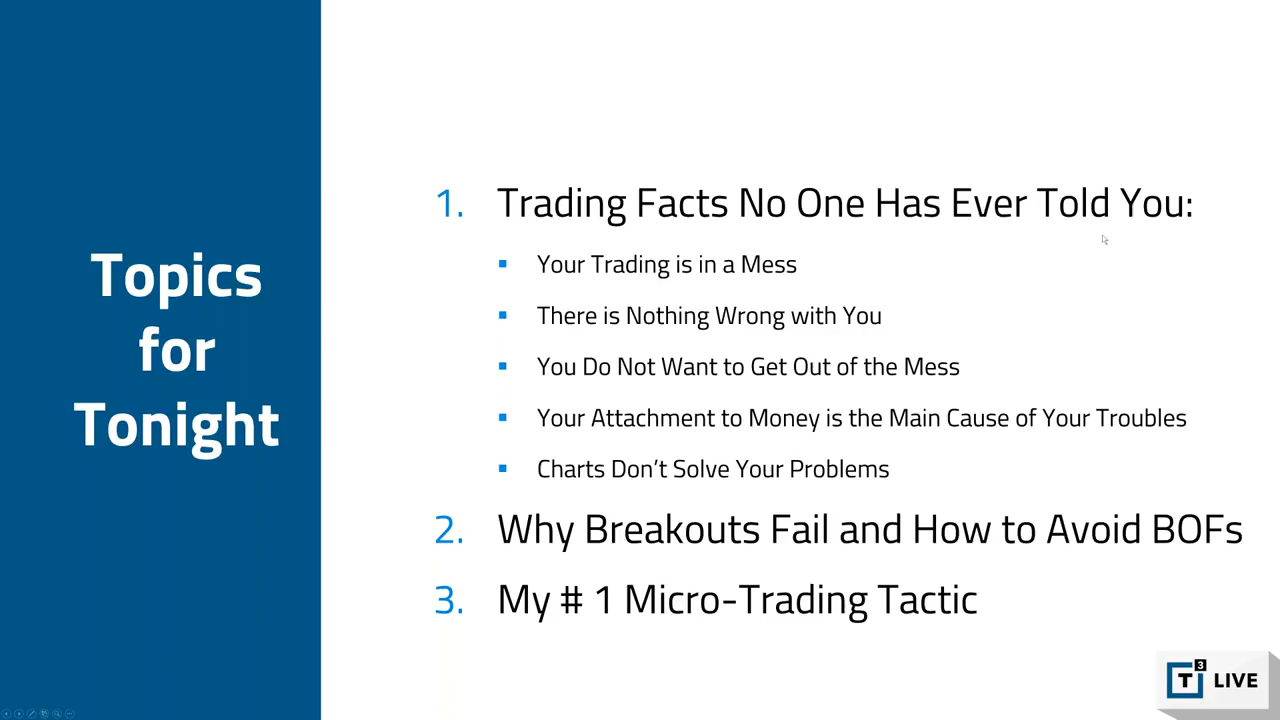 Topics
for
Tonight
1. Trading Facts No One Has Ever Told You:
▪ Your Trading is in a Mess
▪ There is Nothing Wrong with You
▪ You Do Not Want to Get Out of the Mess
▪ Your Attachment to Money is the Main Cause of Your Troubles
▪ Charts Don’t Solve Your Problems
2. Why Breakouts Fail and How to Avoid BOFs
3. My # 1 Micro-Trading Tactic
T3 LIVE